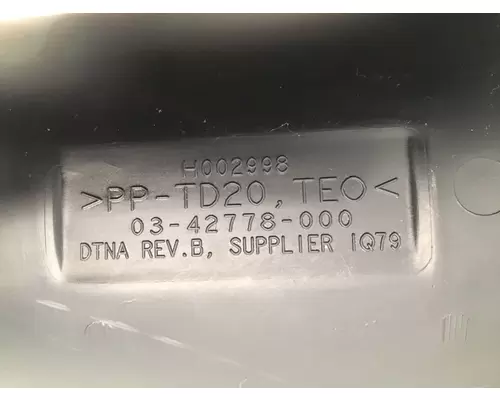 H002998
>PP-TD20, TEO<
03-42778-000
DTNA REV.B, SUPPLIER IQ79